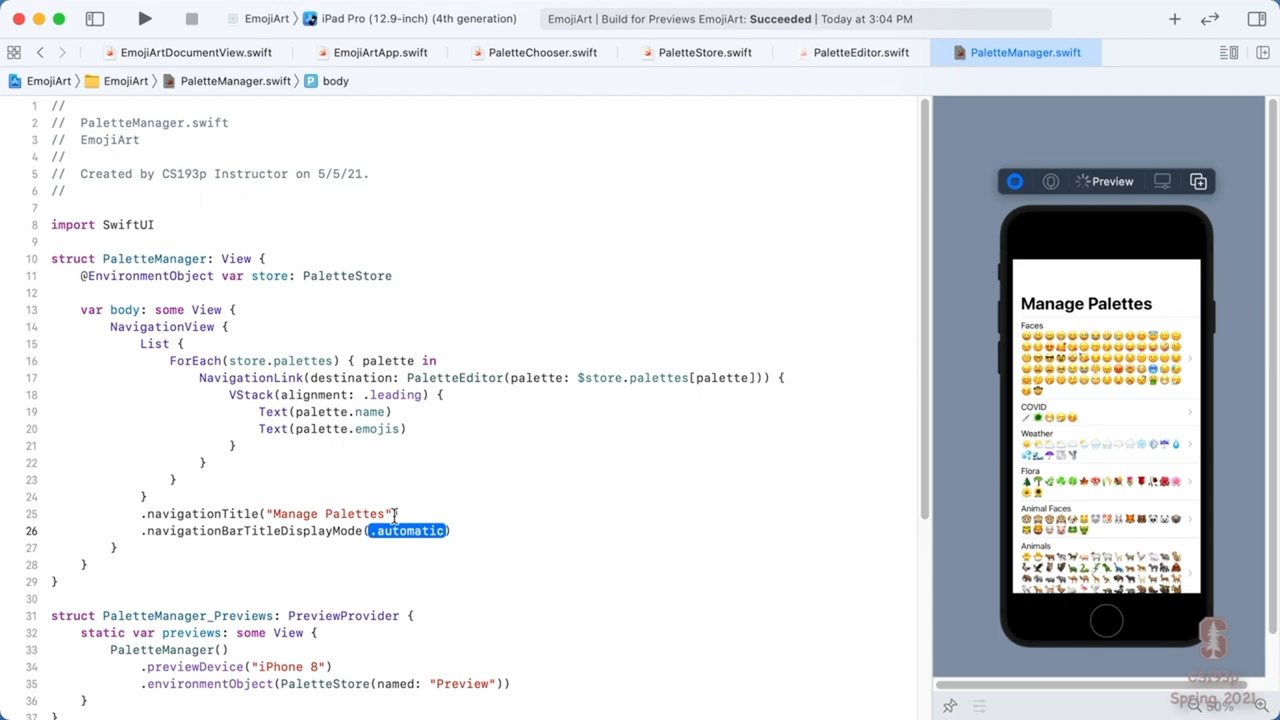 EmojiArt 〉 iPad Pro (12.9-inch) (4th generation)
EmojiArt | Build for Previews EmojiArt: Succeeded | Today at 3:04 PM
EmojiArtDocumentView.swift
EmojiArtApp.swift
PaletteChooser.swift
PaletteStore.swift
PaletteEditor.swift
PaletteManager.swift
EmojiArt 〉 EmojiArt 〉 PaletteManager.swift 〉 P body
1 //
2 //  PaletteManager.swift
3 //  EmojiArt
4 //
5 //  Created by CS193p Instructor on 5/5/21.
6 //
7
8 import SwiftUI
9
10 struct PaletteManager: View {
11     @EnvironmentObject var store: PaletteStore
12
13     var body: some View {
14         NavigationView {
15             List {
16                 ForEach(store.palettes) { palette in
17                     NavigationLink(destination: PaletteEditor(palette: $store.palettes[palette])) {
18                         VStack(alignment: .leading) {
19                             Text(palette.name)
20                             Text(palette.emojis)
21                         }
22                     }
23                 }
24             }
25             .navigationTitle("Manage Palettes")
26             .navigationBarTitleDisplayMode(.automatic)
27         }
28     }
29 }
30
31 struct PaletteManager_Previews: PreviewProvider {
32     static var previews: some View {
33         PaletteManager()
34             .previewDevice("iPhone 8")
35             .environmentObject(PaletteStore(named: "Preview"))
36     }
37 }
Preview
Manage Palettes
Faces
COVID
Weather
Flora
Animal Faces
Animals
CS193p
Spring 2021
50%